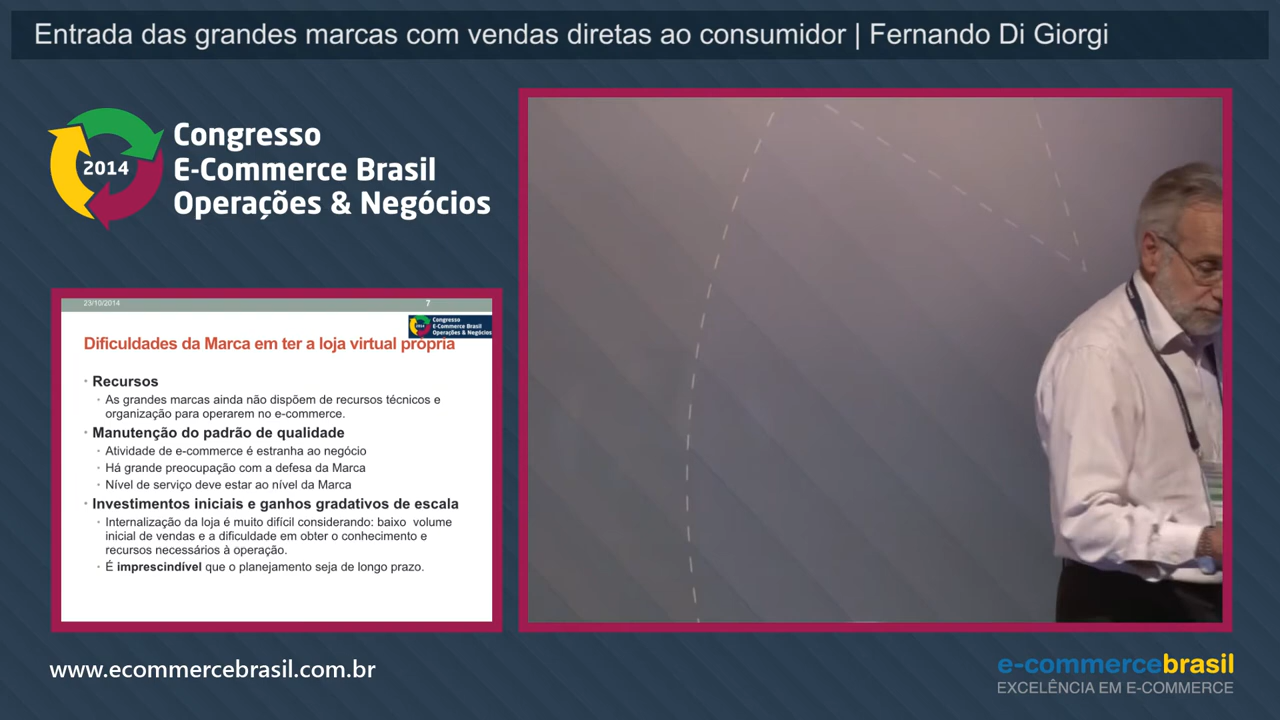 Entrada das grandes marcas com vendas diretas ao consumidor | Fernando Di Giorgi
2014
Congresso
E-Commerce Brasil
Operações & Negócios
23/10/2014
7
2014
Congresso
E-Commerce Brasil
Operações & Negócios
Dificuldades da Marca em ter a loja virtual própria
• Recursos
• As grandes marcas ainda não dispõem de recursos técnicos e
organização para operarem no e-commerce.
• Manutenção do padrão de qualidade
• Atividade de e-commerce é estranha ao negócio
• Há grande preocupação com a defesa da Marca
• Nível de serviço deve estar ao nível da Marca
• Investimentos iniciais e ganhos gradativos de escala
• Internalização da loja é muito difícil considerando: baixo volume
inicial de vendas e a dificuldade em obter o conhecimento e
recursos necessários à operação.
• É imprescindível que o planejamento seja de longo prazo.
www.ecommercebrasil.com.br
e-commercebrasil
EXCELÊNCIA EM E-COMMERCE